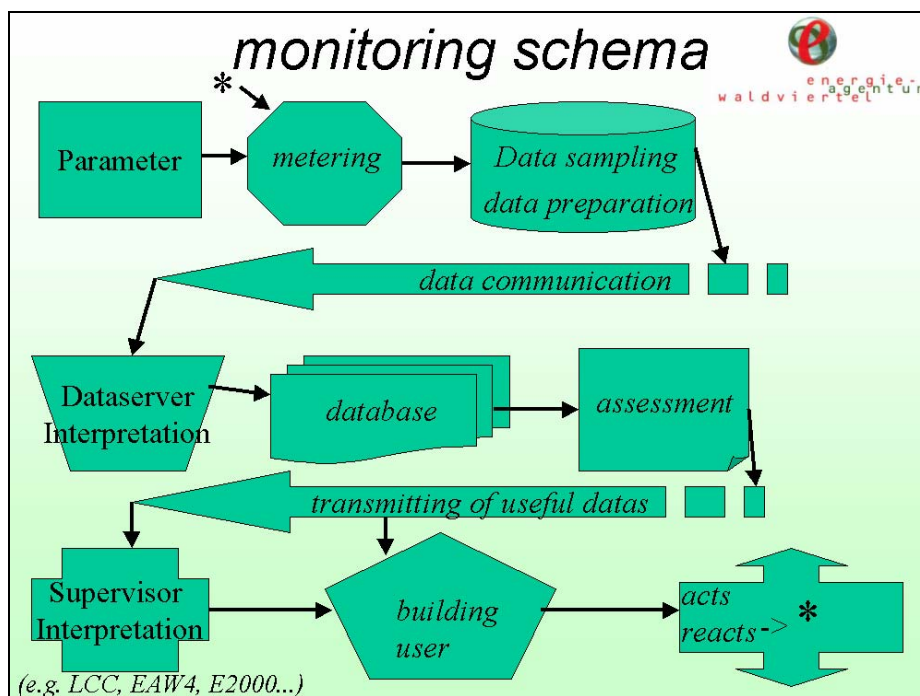 monitoring schema
energie-
agentur
waldviertel
*
Parameter
metering
Data sampling
data preparation
data communication
Dataserver
Interpretation
database
assessment
transmitting of useful datas
Supervisor
Interpretation
building
user
acts
reacts-> *
(e.g. LCC, EAW4, E2000...)